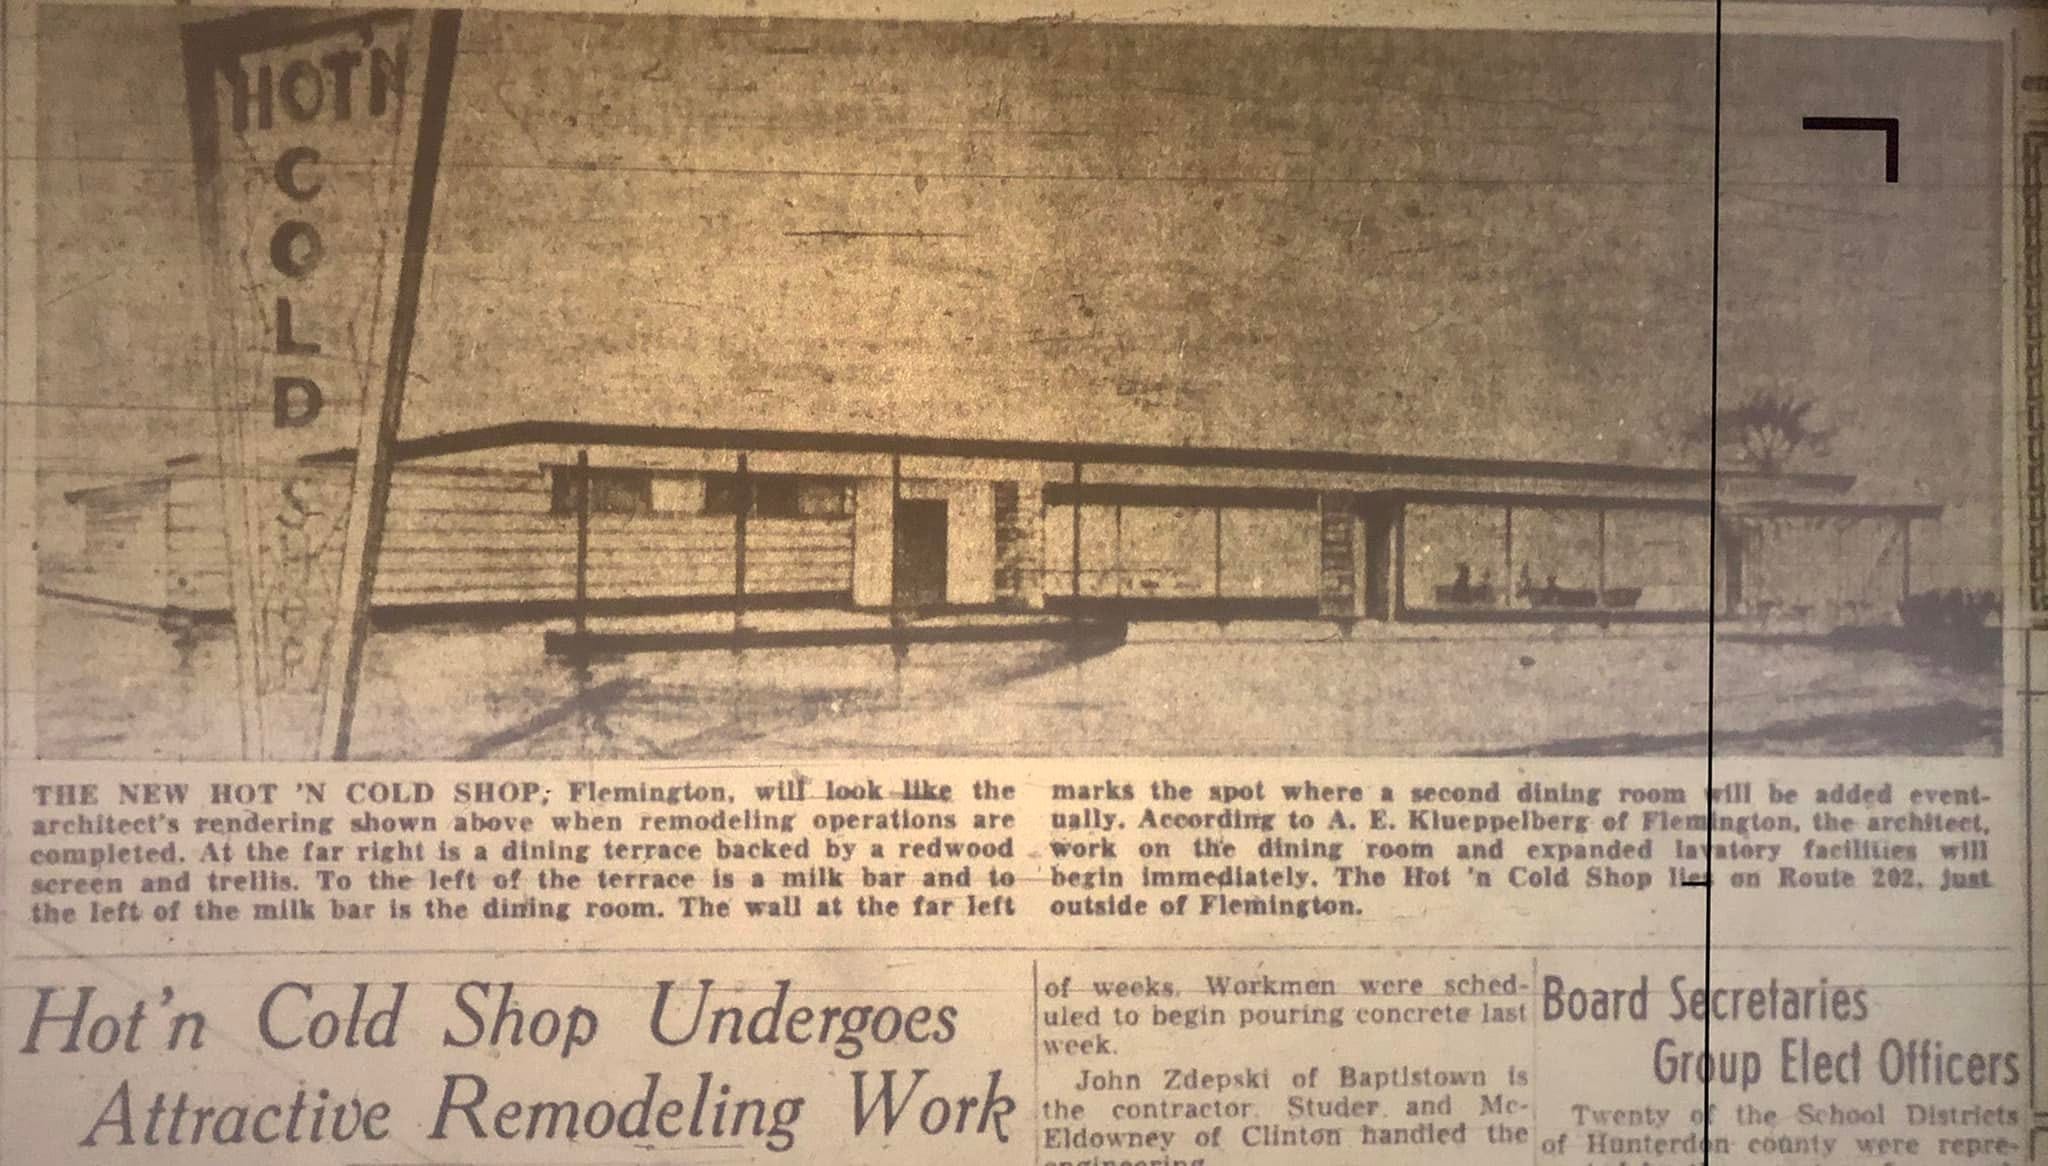 HOT'N
COLD
SHOP
THE NEW HOT 'N COLD SHOP, Flemington, will look like the
architect's rendering shown above when remodeling operations are
completed. At the far right is a dining terrace backed by a redwood
screen and trellis. To the left of the terrace is a milk bar and to
the left of the milk bar is the dining room. The wall at the far left
marks the spot where a second dining room will be added event-
ually. According to A. E. Klueppelberg of Flemington, the architect,
work on the dining room and expanded lavatory facilities will
begin immediately. The Hot 'n Cold Shop lies on Route 202, just
outside of Flemington.
Hot'n Cold Shop Undergoes
Attractive Remodeling Work
of weeks. Workmen were sched-
uled to begin pouring concrete last
week.
John Zdepski of Baptistown is
the contractor. Studer and Mc-
Eldowney of Clinton handled the
engineering.
Board Secretaries
Group Elect Officers
Twenty of the School Districts
of Hunterdon county were repre-